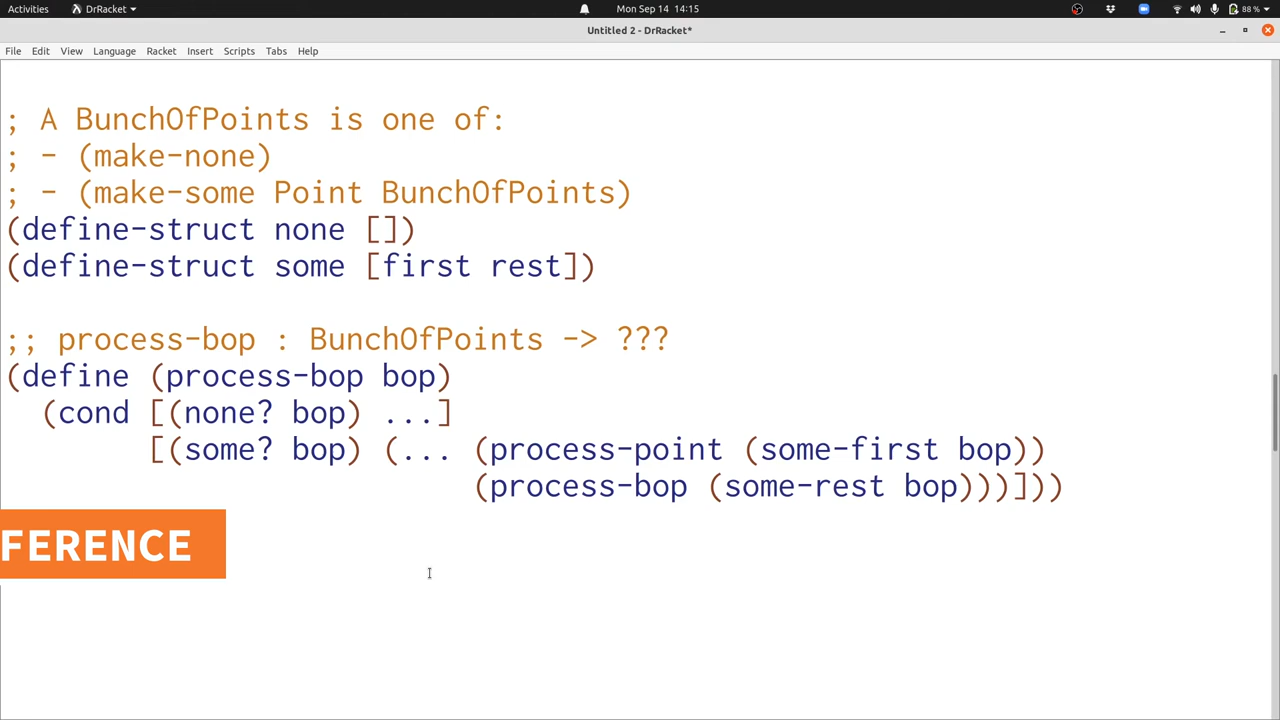 Activities DrRacket Mon Sep 14 14:15 88 %
Untitled 2 - DrRacket*
File Edit View Language Racket Insert Scripts Tabs Help
; A BunchOfPoints is one of:
; - (make-none)
; - (make-some Point BunchOfPoints)
(define-struct none [])
(define-struct some [first rest])
;; process-bop : BunchOfPoints -> ???
(define (process-bop bop)
(cond [(none? bop) ...]
[(some? bop) (... (process-point (some-first bop))
(process-bop (some-rest bop)))]))
FERENCE